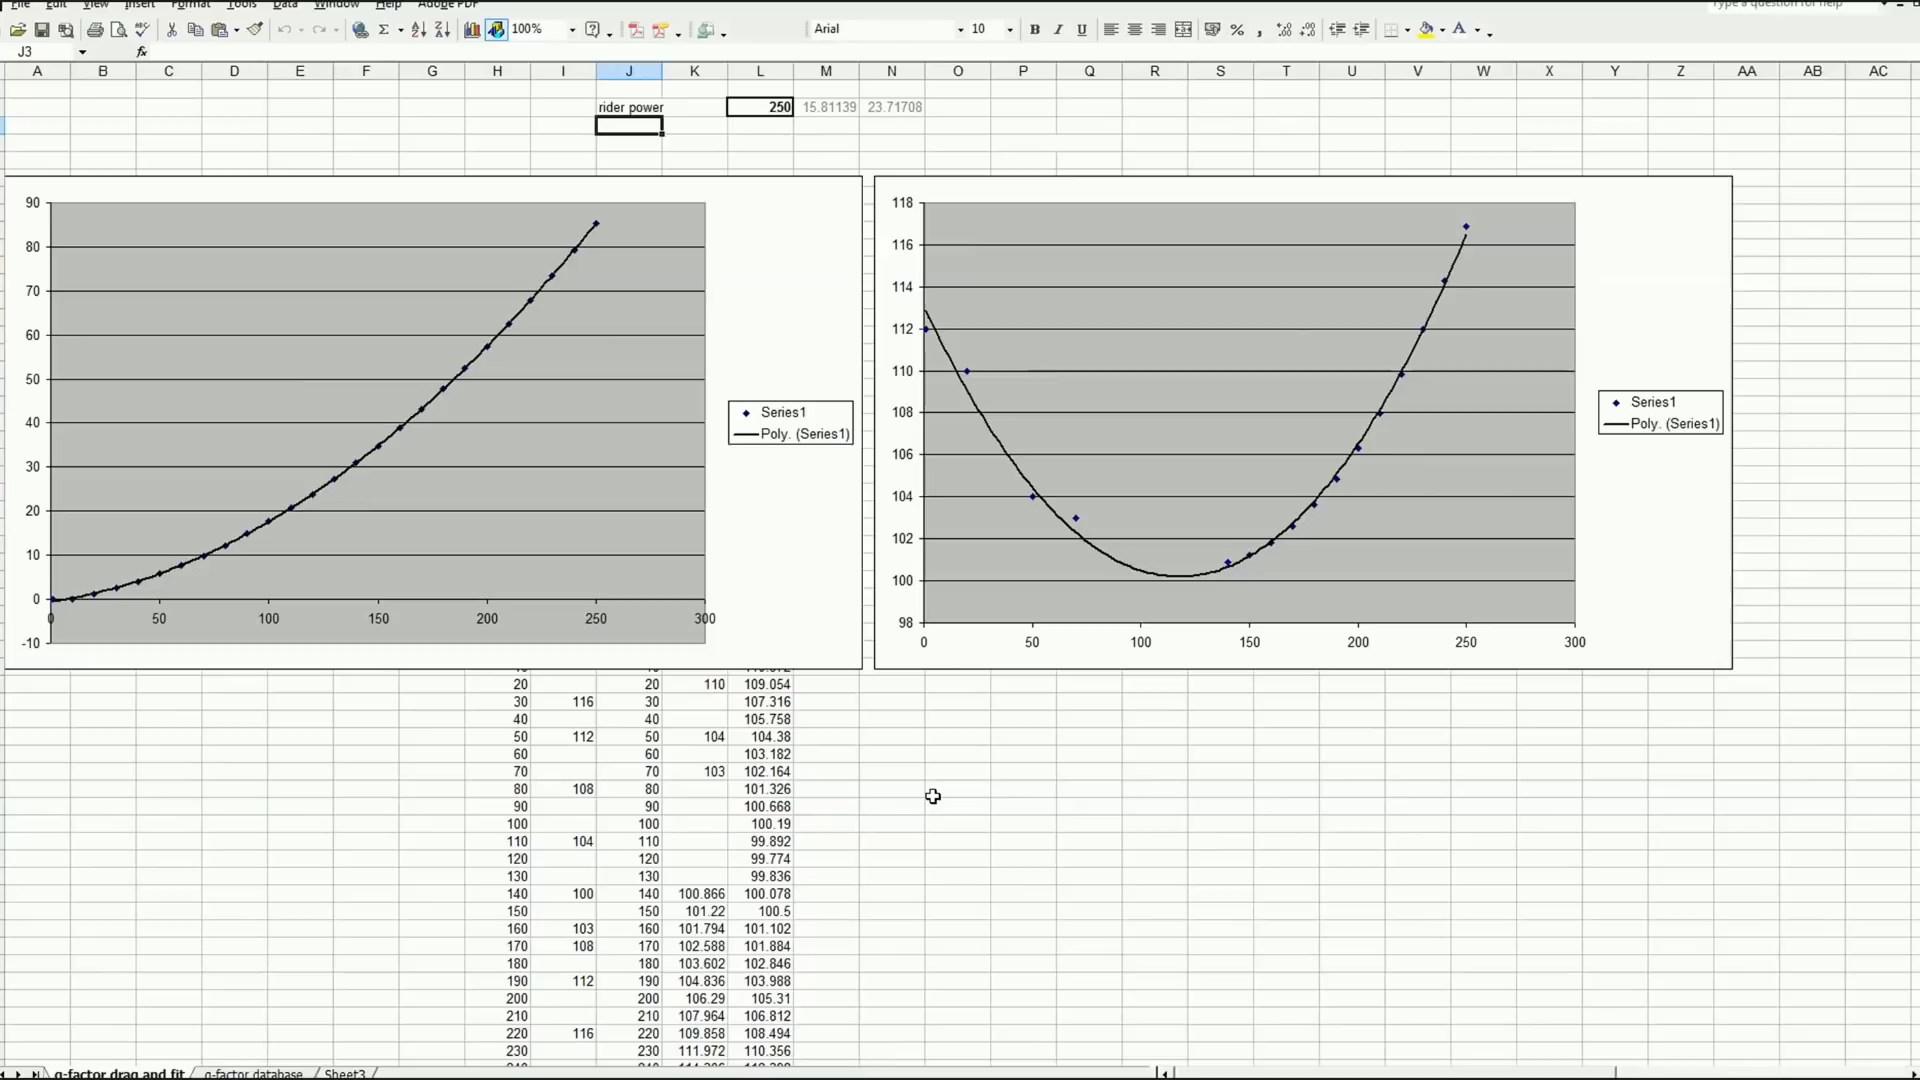 File Edit View Insert Format Tools Data Window Help Adobe PDF Type a question for help
100% Arial 10 B I U % ,
J3 fx
A B C D E F G H I J K L M N O P Q R S T U V W X Y Z AA AB AC
rider power 250 15.81139 23.71708
90
80
70
60
50
40
30
20
10
0
-10
0 50 100 150 200 250 300
Series1
Poly. (Series1)
118
116
114
112
110
108
106
104
102
100
98
0 50 100 150 200 250 300
Series1
Poly. (Series1)
20 20 110 109.054
30 116 30 107.316
40 40 105.758
50 112 50 104 104.38
60 60 103.182
70 70 103 102.164
80 108 80 101.326
90 90 100.668
100 100 100.19
110 104 110 99.892
120 120 99.774
130 130 99.836
140 100 140 100.866 100.078
150 150 101.22 100.5
160 103 160 101.794 101.102
170 108 170 102.588 101.884
180 180 103.602 102.846
190 112 190 104.836 103.988
200 200 106.29 105.31
210 210 107.964 106.812
220 116 220 109.858 108.494
230 230 111.972 110.356
q-factor drag and fit q-factor database Sheet3